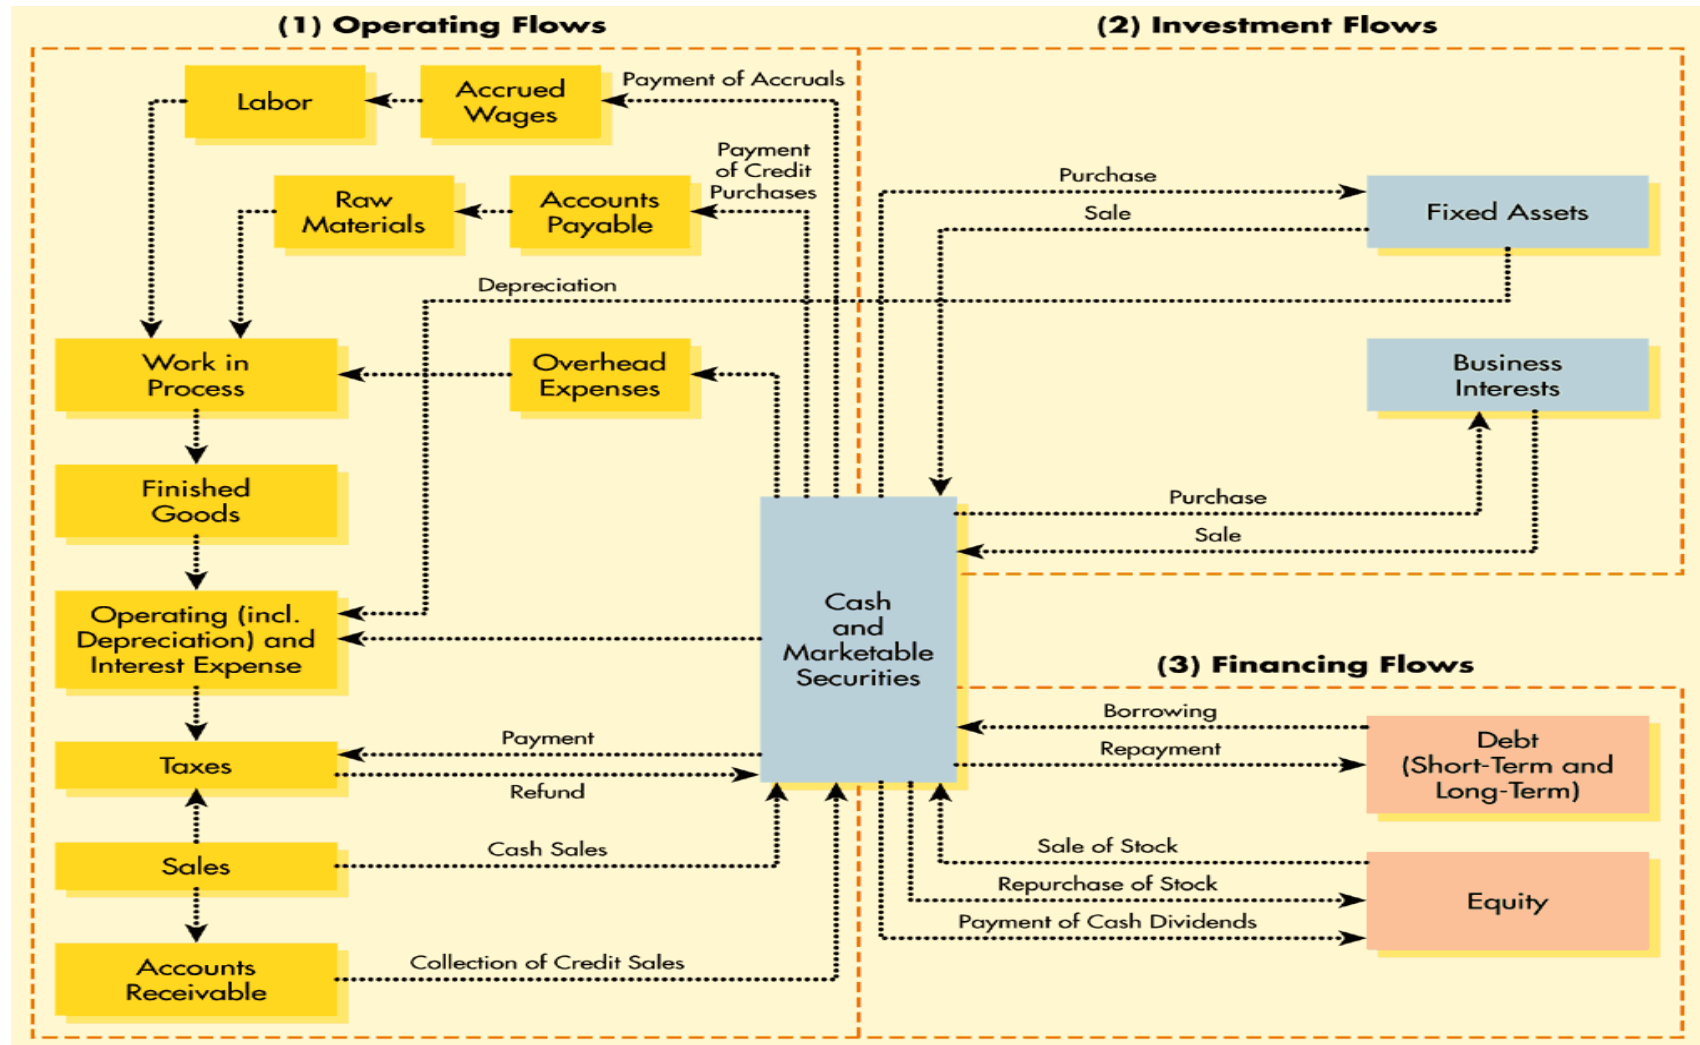 (1) Operating Flows
(2) Investment Flows
Labor
Accrued
Wages
Payment of Accruals
Payment
of Credit
Purchases
Raw
Materials
Accounts
Payable
Purchase
Sale
Fixed Assets
Depreciation
Work in
Process
Overhead
Expenses
Business
Interests
Finished
Goods
Purchase
Sale
Operating (incl.
Depreciation) and
Interest Expense
Cash
and
Marketable
Securities
(3) Financing Flows
Borrowing
Repayment
Debt
(Short-Term and
Long-Term)
Taxes
Payment
Refund
Sales
Cash Sales
Sale of Stock
Repurchase of Stock
Payment of Cash Dividends
Equity
Accounts
Receivable
Collection of Credit Sales